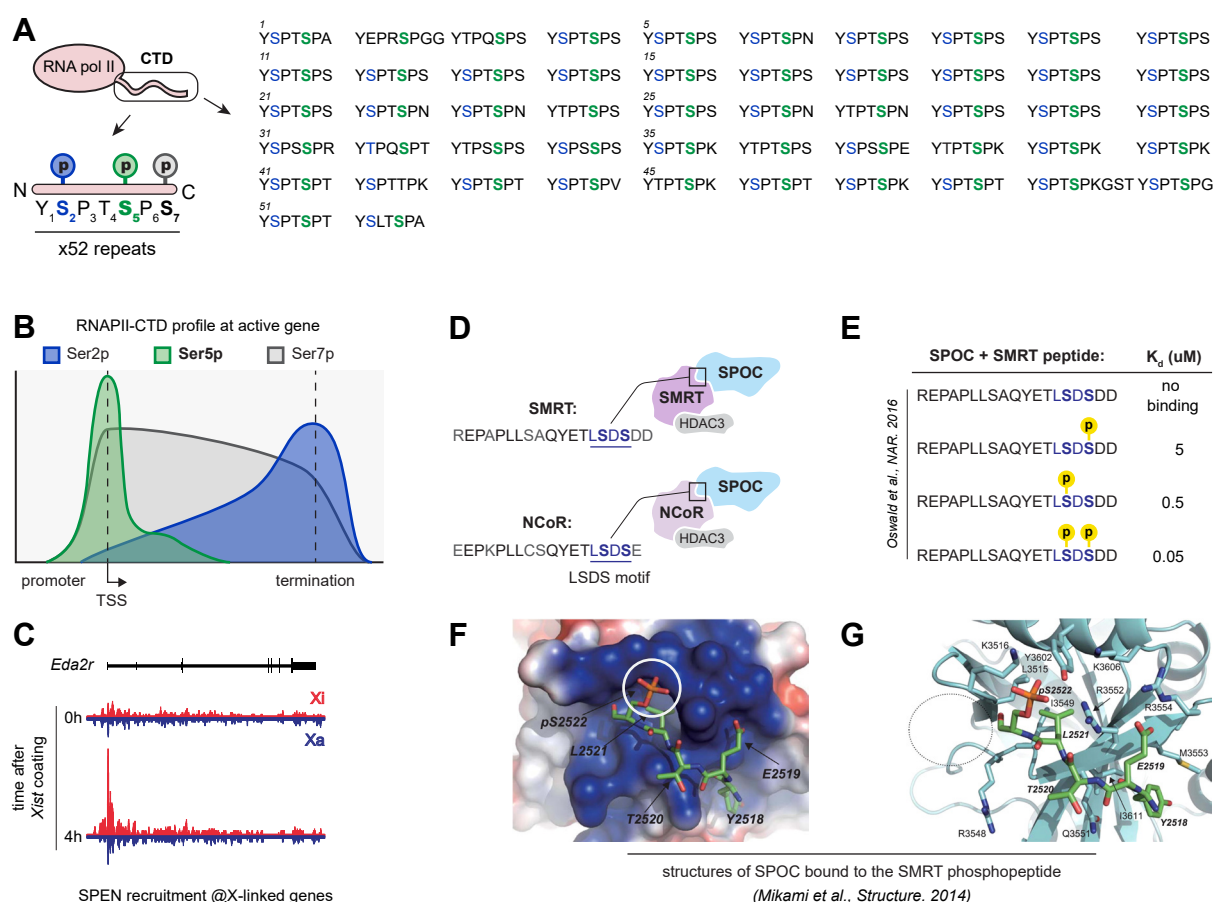 A
RNA pol II
CTD
p p p
N C
Y1S2P3T4S5P6S7
x52 repeats
1 5
YSPTSPA YEPRSPGG YTPQSPS YSPTSPS YSPTSPS YSPTSPN YSPTSPS YSPTSPS YSPTSPS YSPTSPS
11 15
YSPTSPS YSPTSPS YSPTSPS YSPTSPS YSPTSPS YSPTSPS YSPTSPS YSPTSPS YSPTSPS YSPTSPS
21 25
YSPTSPS YSPTSPN YSPTSPN YTPTSPS YSPTSPS YSPTSPN YTPTSPN YSPTSPS YSPTSPS YSPTSPS
31 35
YSPSSPR YTPQSPT YTPSSPS YSPSSPS YSPTSPK YTPTSPS YSPSSPE YTPTSPK YSPTSPK YSPTSPK
41 45
YSPTSPT YSPTTPK YSPTSPT YSPTSPV YTPTSPK YSPTSPT YSPTSPK YSPTSPT YSPTSPKGST YSPTSPG
51
YSPTSPT YSLTSPA
B
RNAPII-CTD profile at active gene
Ser2p Ser5p Ser7p
promoter
TSS
termination
C
Eda2r
Xi
0h
Xa
time after
Xist coating
4h
SPEN recruitment @X-linked genes
D
SPOC
SMRT
HDAC3
SMRT:
REPAPLLSAQYETLSDSDD
SPOC
NCoR
HDAC3
NCoR:
EEPKPLLCSQYETLSDSE
LSDS motif
E
SPOC + SMRT peptide: Kd (uM)
Oswald et al., NAR. 2016
REPAPLLSAQYETLSDSDD no
binding
p
REPAPLLSAQYETLSDSDD 5
p
REPAPLLSAQYETLSDSDD 0.5
p p
REPAPLLSAQYETLSDSDD 0.05
F
pS2522
L2521
T2520
E2519
Y2518
G
K3516
Y3602
L3515
K3606
pS2522
R3552
I3549
R3554
L2521
M3553
E2519
T2520
I3611
R3548
Q3551
Y2518
structures of SPOC bound to the SMRT phosphopeptide
(Mikami et al., Structure. 2014)